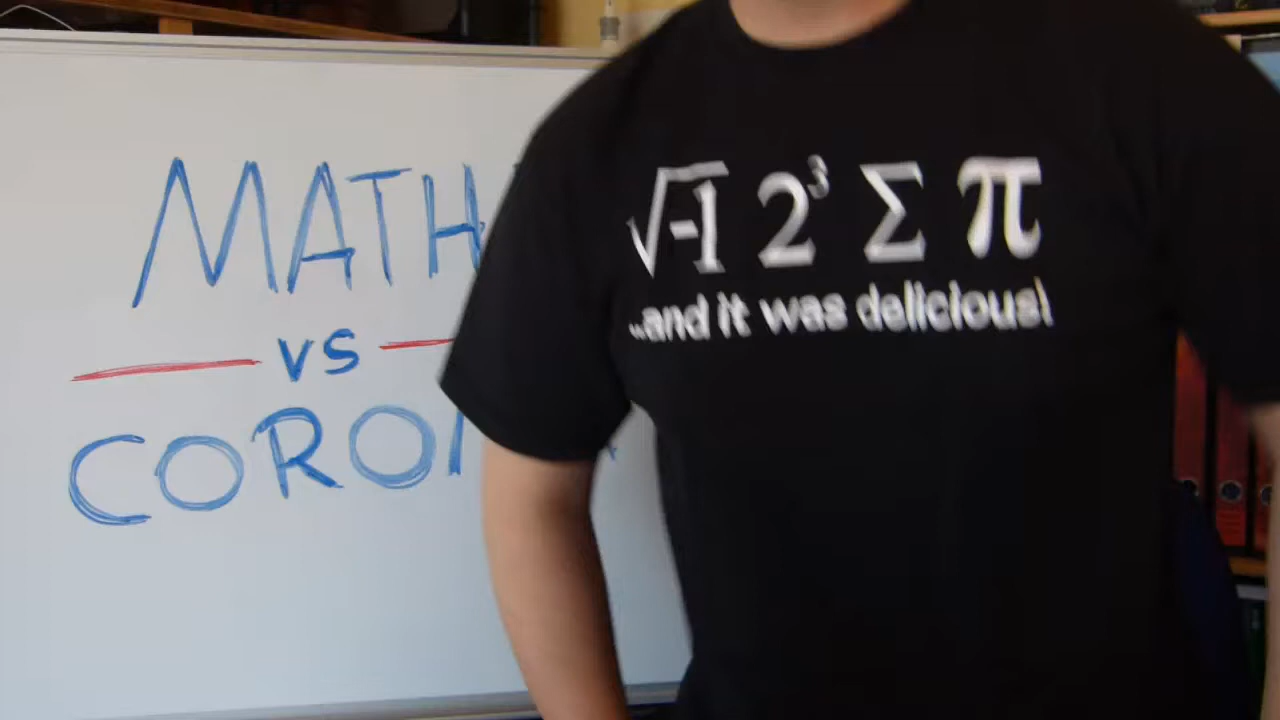 MATH
vs
CORO
√-1 2³ Σ π
...and it was delicious!